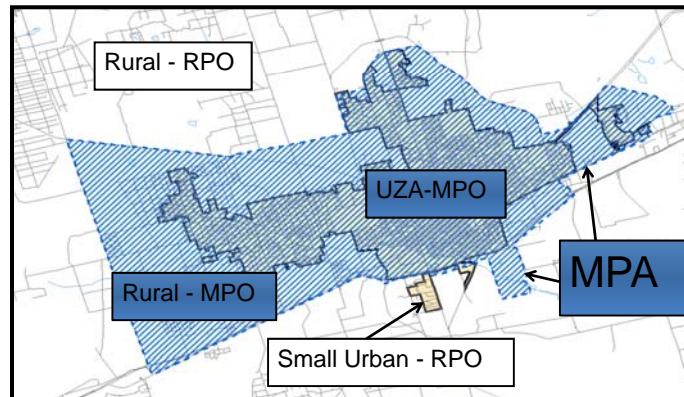 Rural - RPO
UZA-MPO
MPA
Rural - MPO
Small Urban - RPO